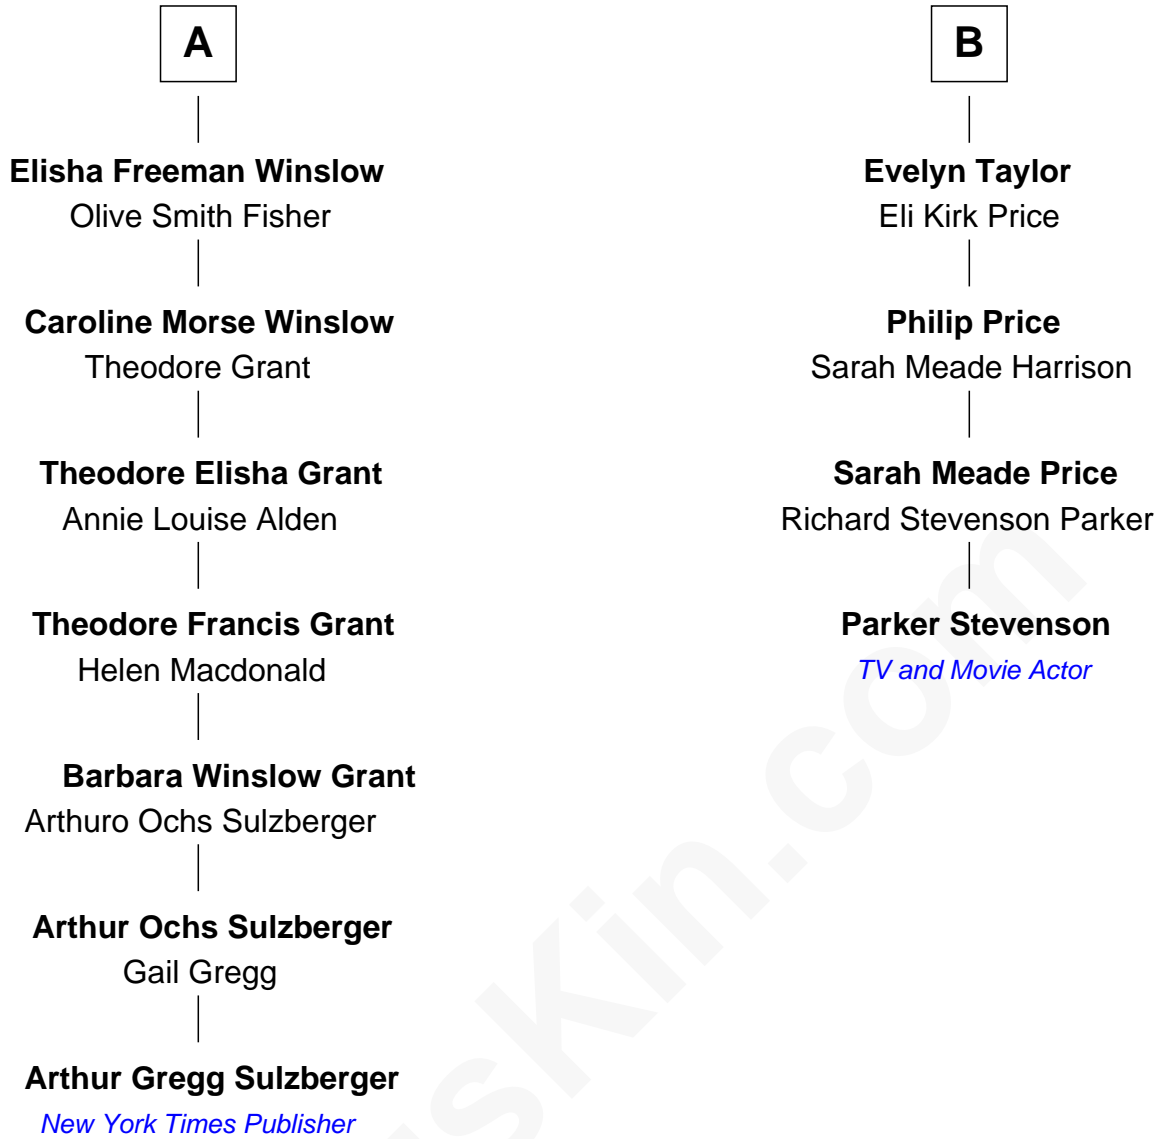 A
Elisha Freeman Winslow
Olive Smith Fisher
Caroline Morse Winslow
Theodore Grant
Theodore Elisha Grant
Annie Louise Alden
Theodore Francis Grant
Helen Macdonald
Barbara Winslow Grant
Arthuro Ochs Sulzberger
Arthur Ochs Sulzberger
Gail Gregg
Arthur Gregg Sulzberger
New York Times Publisher
B
Evelyn Taylor
Eli Kirk Price
Philip Price
Sarah Meade Harrison
Sarah Meade Price
Richard Stevenson Parker
Parker Stevenson
TV and Movie Actor
sKin.com